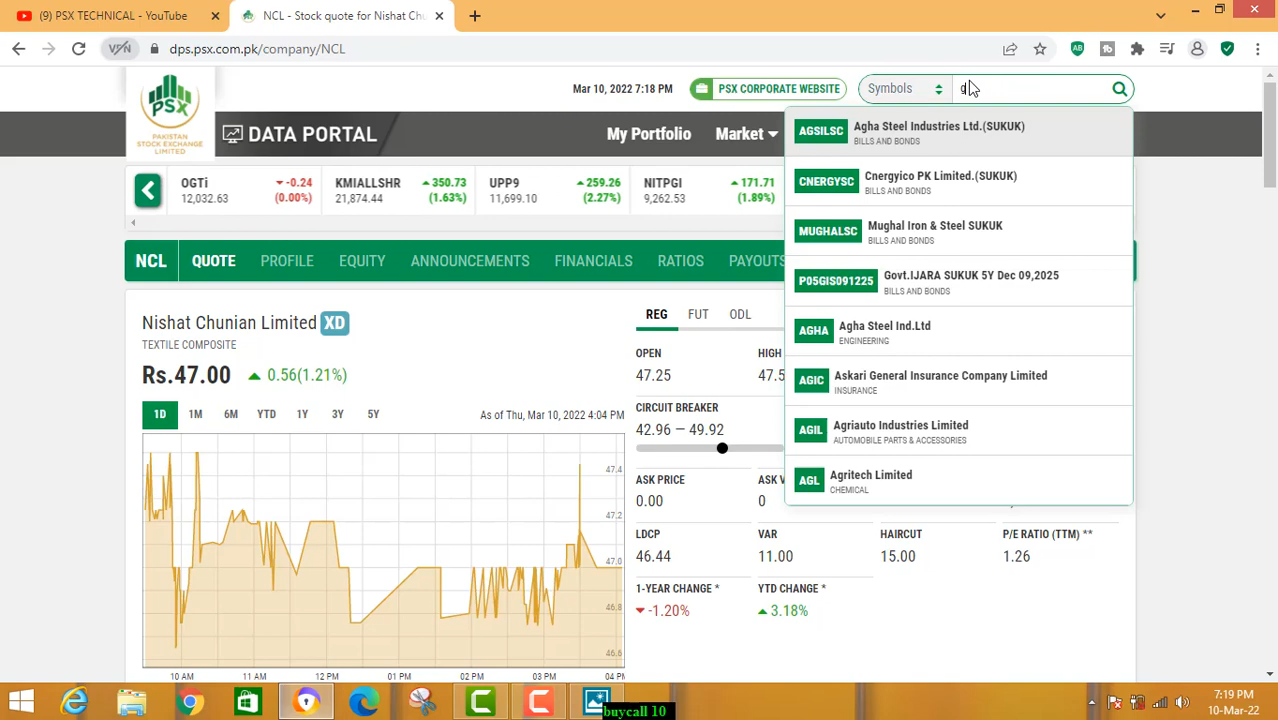 (9) PSX TECHNICAL - YouTube
NCL - Stock quote for Nishat Chu
VPN
dps.psx.com.pk/company/NCL
PSX
PAKISTAN
STOCK EXCHANGE
LIMITED
Mar 10, 2022 7:18 PM
PSX CORPORATE WEBSITE
Symbols
DATA PORTAL
My Portfolio
Market
OGTi -0.24
12,032.63 (0.00%)
KMIALLSHR 350.73
21,874.44 (1.63%)
UPP9 259.26
11,699.10 (2.27%)
NITPGI 171.71
9,262.53 (1.89%)
AGSILSC Agha Steel Industries Ltd.(SUKUK)
BILLS AND BONDS
CNERGYSC Cnergyico PK Limited.(SUKUK)
BILLS AND BONDS
MUGHALSC Mughal Iron & Steel SUKUK
BILLS AND BONDS
P05GIS091225 Govt.IJARA SUKUK 5Y Dec 09,2025
BILLS AND BONDS
AGHA Agha Steel Ind.Ltd
ENGINEERING
AGIC Askari General Insurance Company Limited
INSURANCE
AGIL Agriauto Industries Limited
AUTOMOBILE PARTS & ACCESSORIES
AGL Agritech Limited
CHEMICAL
NCL QUOTE PROFILE EQUITY ANNOUNCEMENTS FINANCIALS RATIOS PAYOUTS
Nishat Chunian Limited XD
TEXTILE COMPOSITE
Rs.47.00 0.56(1.21%)
1D 1M 6M YTD 1Y 3Y 5Y
As of Thu, Mar 10, 2022 4:04 PM
47.4
47.2
47.0
46.8
46.6
10 AM 11 AM 12 PM 01 PM 02 PM 03 PM 04 PM
REG FUT ODL
OPEN HIGH
47.25 47.5
CIRCUIT BREAKER
42.96 — 49.92
ASK PRICE
0.00 0
LDCP VAR HAIRCUT P/E RATIO (TTM) **
46.44 11.00 15.00 1.26
1-YEAR CHANGE * YTD CHANGE *
-1.20% 3.18%
buycall 10
7:19 PM
10-Mar-22